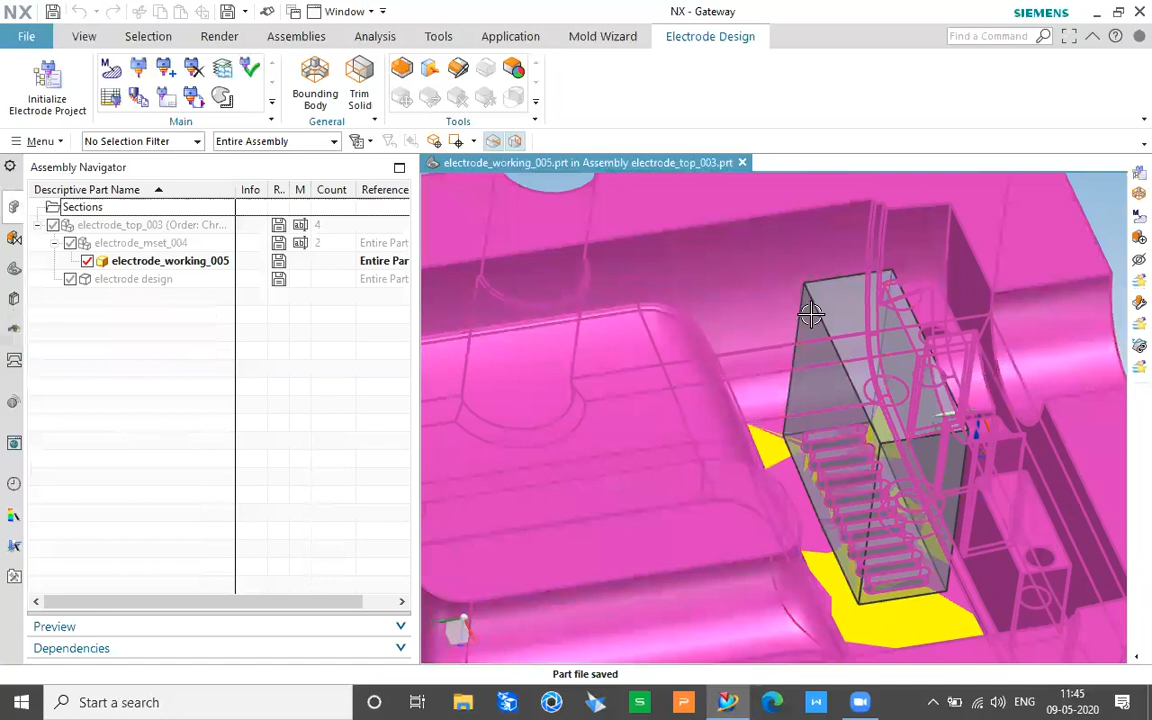 NX
Window
NX - Gateway
SIEMENS
File
View
Selection
Render
Assemblies
Analysis
Tools
Application
Mold Wizard
Electrode Design
Find a Command
Initialize
Electrode Project
Bounding
Body
Trim
Solid
Main
General
Tools
Menu
No Selection Filter
Entire Assembly
Assembly Navigator
electrode_working_005.prt in Assembly electrode_top_003.prt
Descriptive Part Name
Info
R..
M
Count
Reference
Sections
electrode_top_003 (Order: Chr...
4
electrode_mset_004
2
Entire Part
electrode_working_005
Entire Par
electrode design
Entire Part
Preview
Dependencies
Part file saved
Start a search
ENG
11:45
09-05-2020